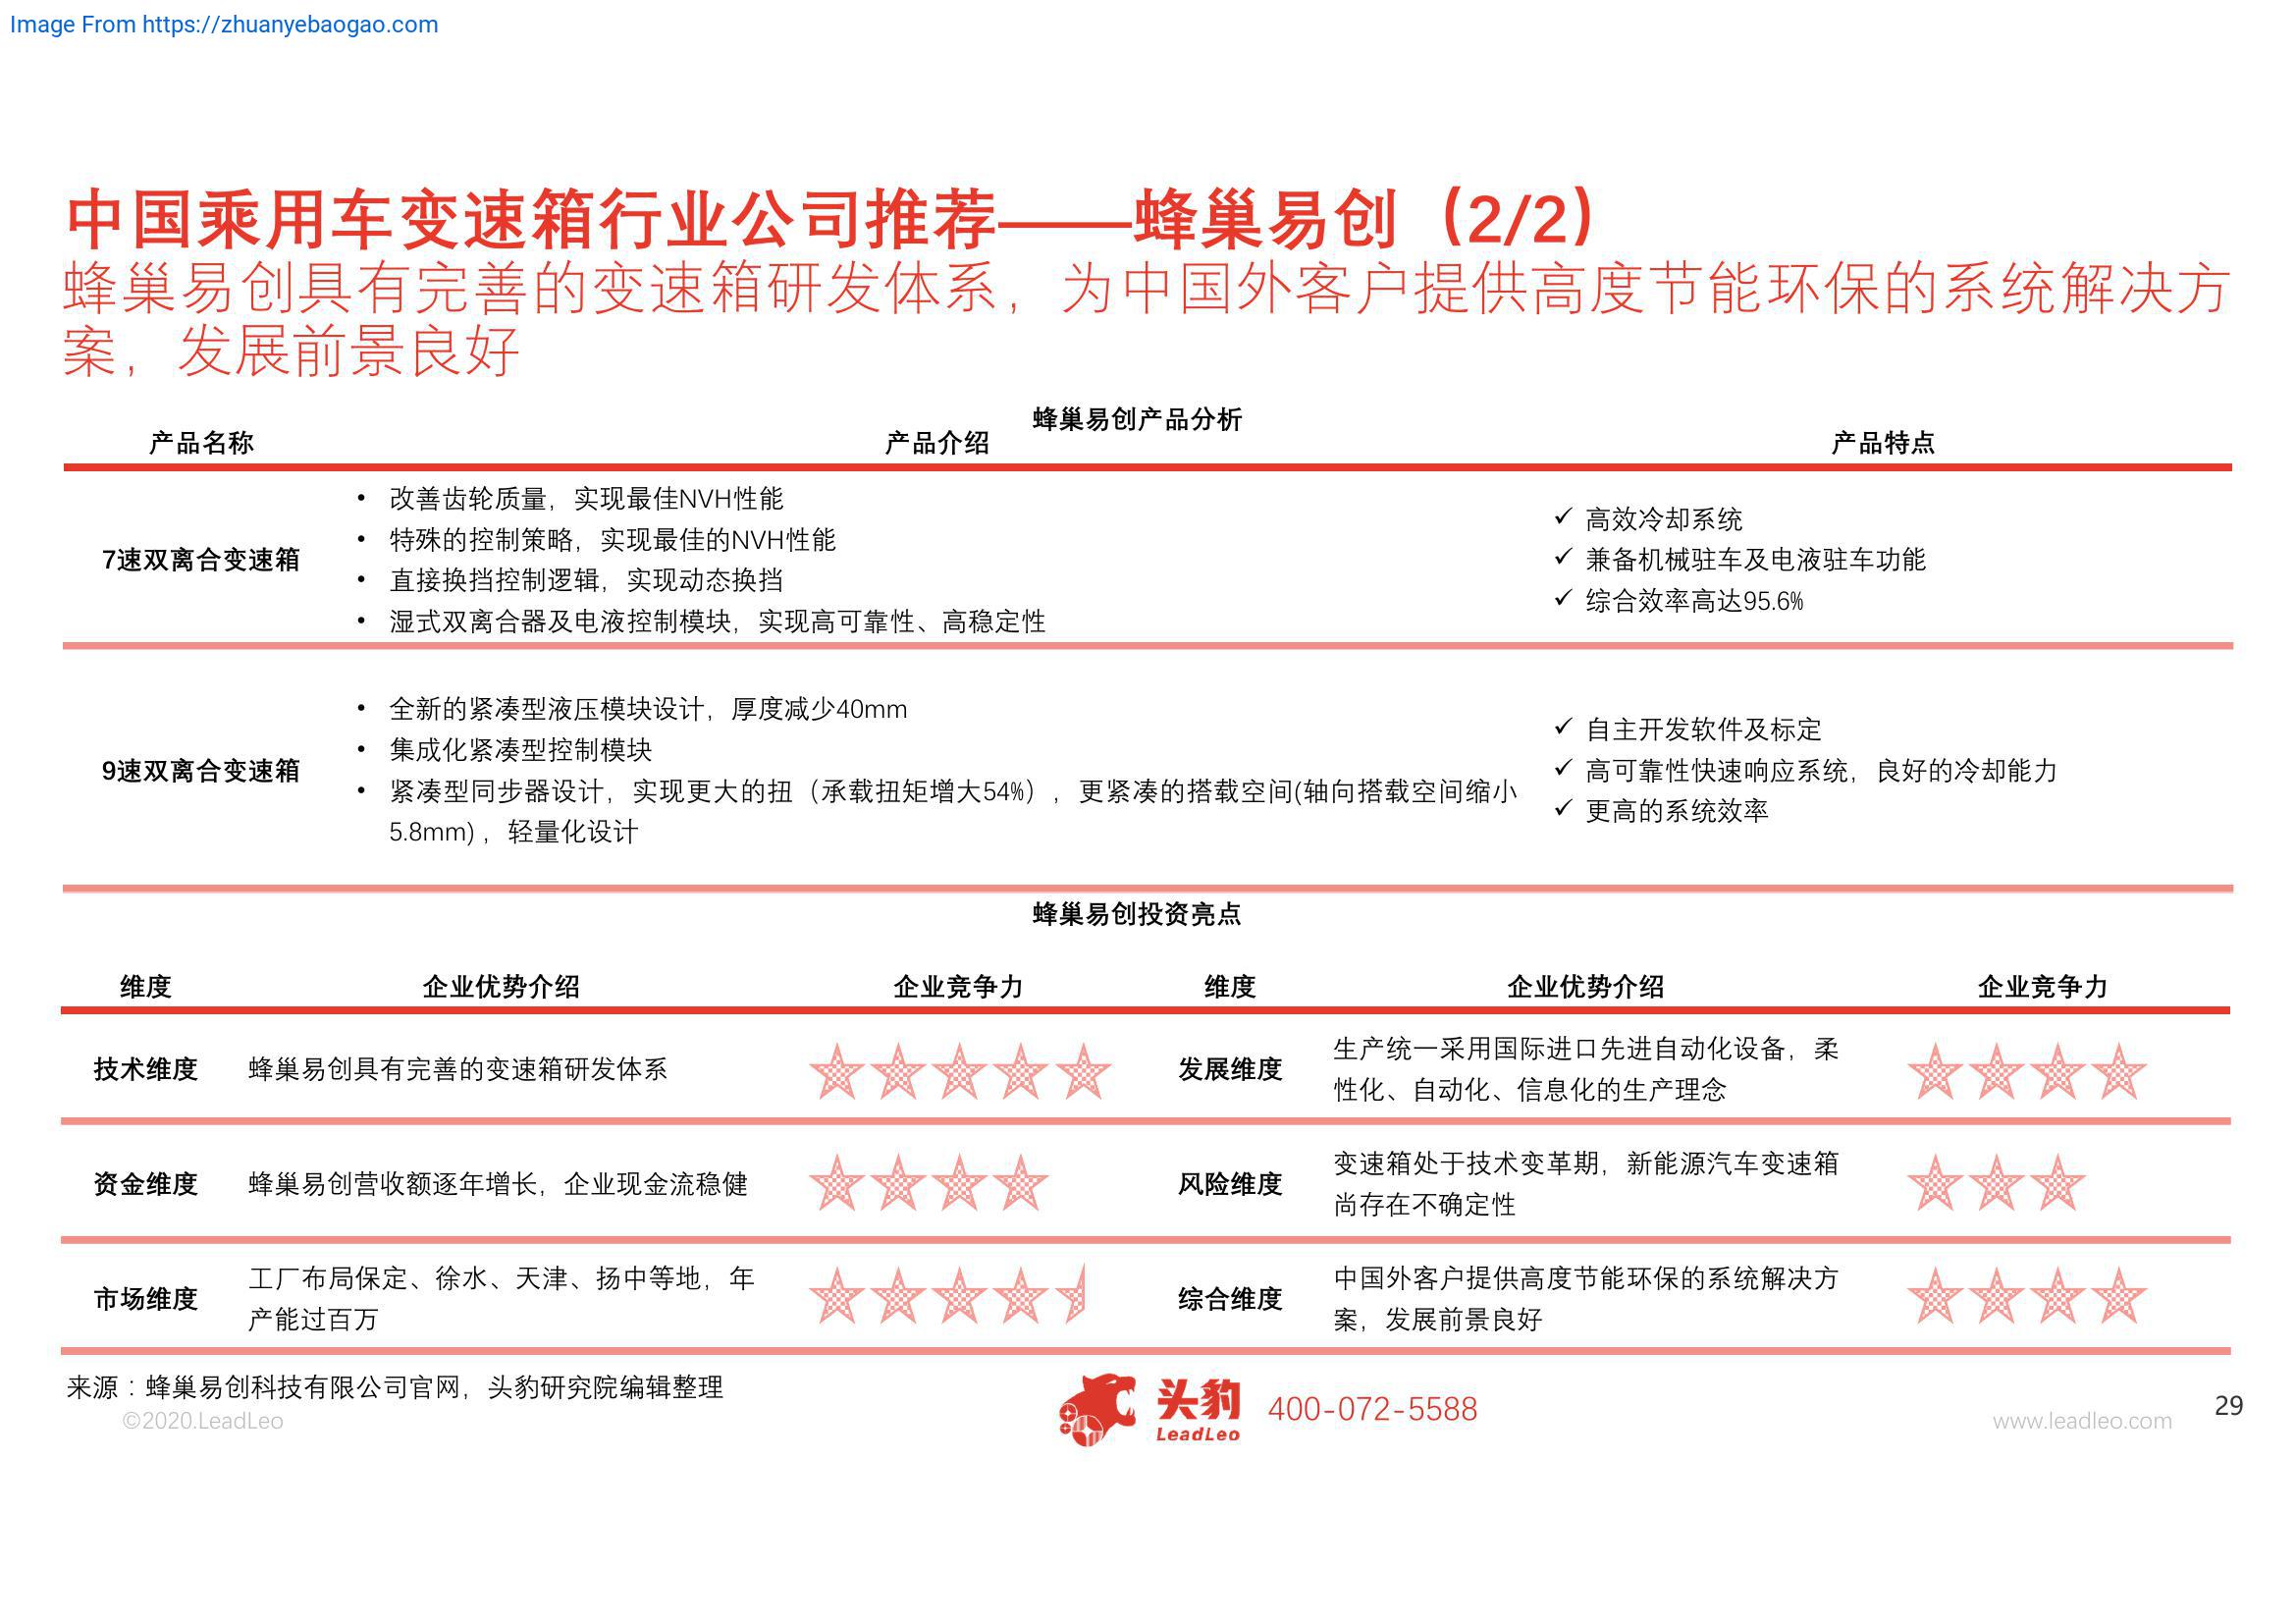 Image From https://zhuanyebaogao.com
中国乘用车变速箱行业公司推荐——蜂巢易创（2/2）
蜂巢易创具有完善的变速箱研发体系，为中国外客户提供高度节能环保的系统解决方
案，发展前景良好
蜂巢易创产品分析
产品名称 产品介绍 产品特点
7速双离合变速箱
• 改善齿轮质量，实现最佳NVH性能
• 特殊的控制策略，实现最佳的NVH性能
• 直接换挡控制逻辑，实现动态换挡
• 湿式双离合器及电液控制模块，实现高可靠性、高稳定性
✓ 高效冷却系统
✓ 兼备机械驻车及电液驻车功能
✓ 综合效率高达95.6%
9速双离合变速箱
• 全新的紧凑型液压模块设计，厚度减少40mm
• 集成化紧凑型控制模块
• 紧凑型同步器设计，实现更大的扭（承载扭矩增大54%），更紧凑的搭载空间(轴向搭载空间缩小
5.8mm)，轻量化设计
✓ 自主开发软件及标定
✓ 高可靠性快速响应系统，良好的冷却能力
✓ 更高的系统效率
蜂巢易创投资亮点
维度 企业优势介绍 企业竞争力 维度 企业优势介绍 企业竞争力
技术维度
蜂巢易创具有完善的变速箱研发体系
发展维度
生产统一采用国际进口先进自动化设备，柔
性化、自动化、信息化的生产理念
资金维度
蜂巢易创营收额逐年增长，企业现金流稳健
风险维度
变速箱处于技术变革期，新能源汽车变速箱
尚存在不确定性
市场维度
工厂布局保定、徐水、天津、扬中等地，年
产能过百万
综合维度
中国外客户提供高度节能环保的系统解决方
案，发展前景良好
来源：蜂巢易创科技有限公司官网，头豹研究院编辑整理
©2020.LeadLeo
头豹
LeadLeo
400-072-5588
www.leadleo.com
29